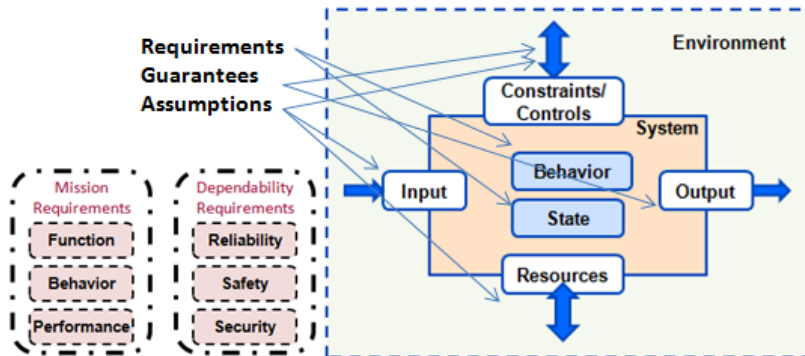 Requirements
Guarantees
Assumptions
Environment
Constraints/
Controls
System
Behavior
Input
Output
State
Resources
Mission
Requirements
Function
Behavior
Performance
Dependability
Requirements
Reliability
Safety
Security